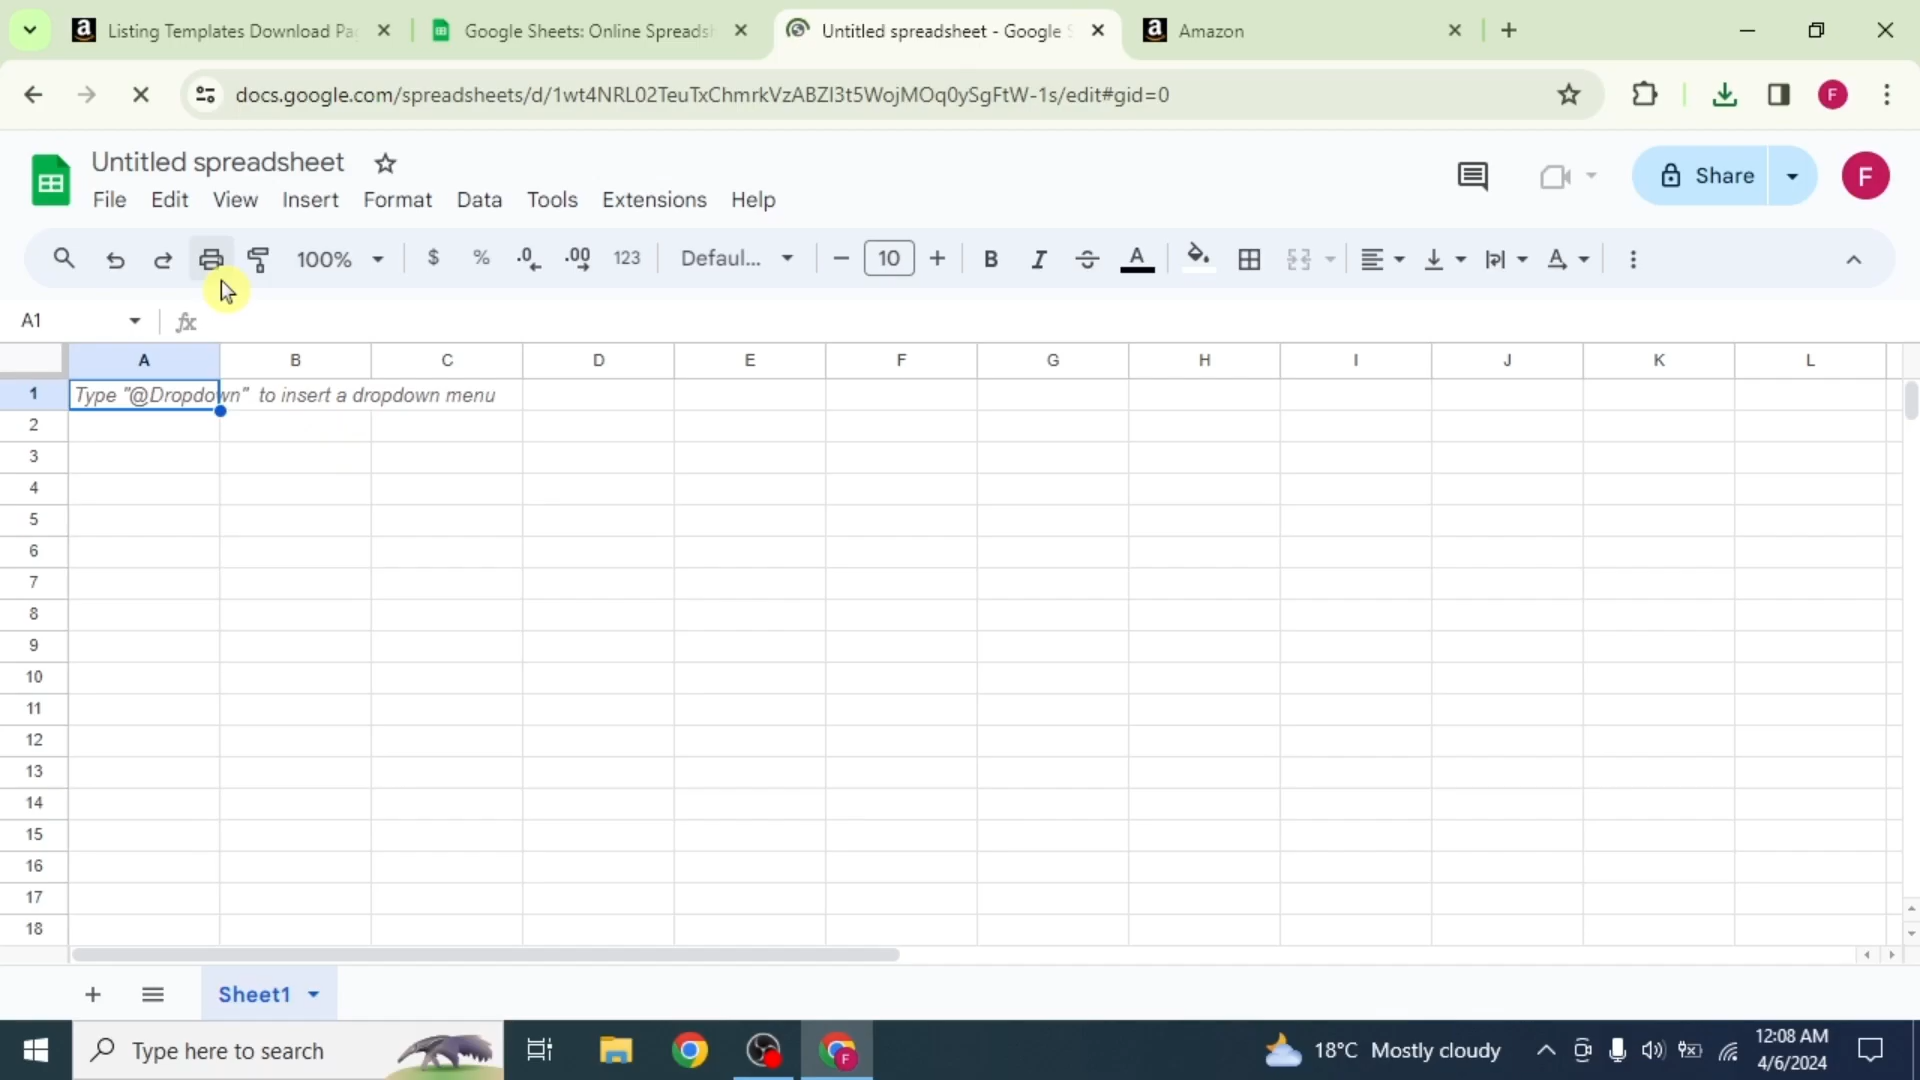 Listing Templates Download Pa
Google Sheets: Online Spreads
Untitled spreadsheet - Google S
Amazon
docs.google.com/spreadsheets/d/1wt4NRL02TeuTxChmrkVzABZl3t5WojMOq0ySgFtW-1s/edit#gid=0
F
Untitled spreadsheet
File Edit View Insert Format Data Tools Extensions Help
Share
F
100%
$ % .0 .00 123
Defaul...
10
B I S A
A1
fx
A B C D E F G H I J K L
1 Type "@Dropdown" to insert a dropdown menu
2
3
4
5
6
7
8
9
10
11
12
13
14
15
16
17
18
Sheet1
Type here to search
F
18°C Mostly cloudy
12:08 AM
4/6/2024